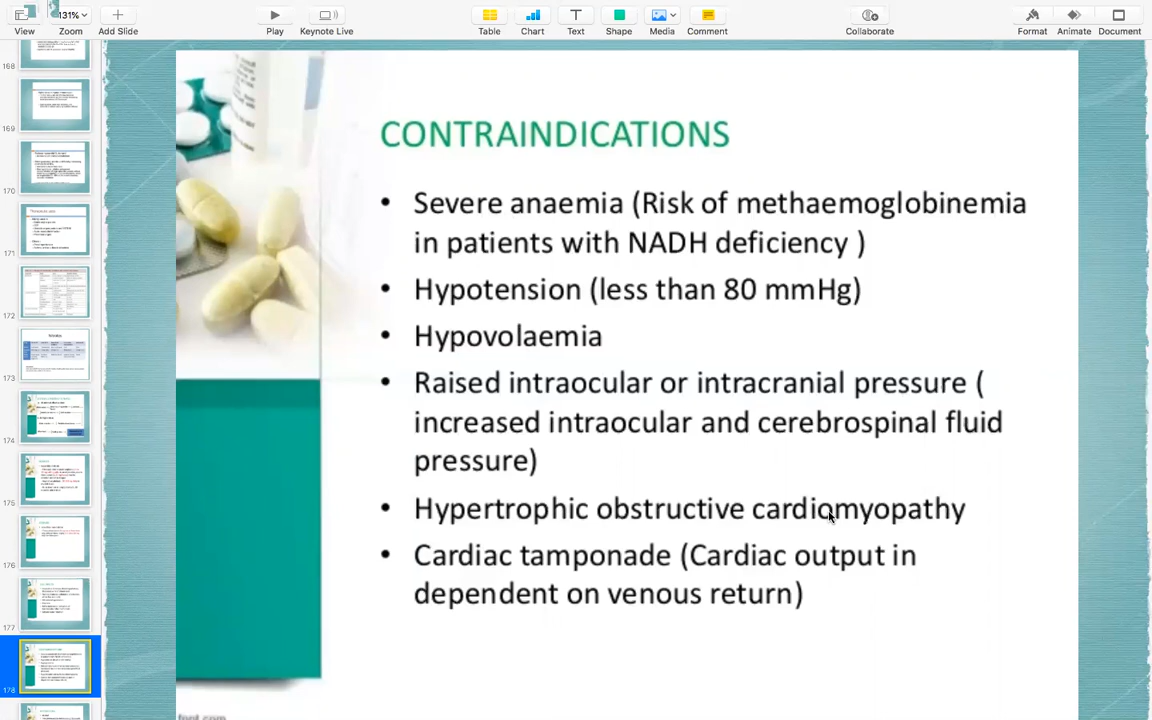 131%
View
Zoom
Add Slide
Play
Keynote Live
Table
Chart
Text
Shape
Media
Comment
Collaborate
Format
Animate
Document
168
169
170
171
172
173
174
175
176
177
178
CONTRAINDICATIONS
• Severe anaemia (Risk of methaemoglobinemia
in patients with NADH deficiency )
• Hypotension (less than 80 mmHg)
• Hypovolaemia
• Raised intraocular or intracranial pressure (
increased intraocular and cerebrospinal fluid
pressure)
• Hypertrophic obstructive cardiomyopathy
• Cardiac tamponade (Cardiac output in
dependent on venous return)